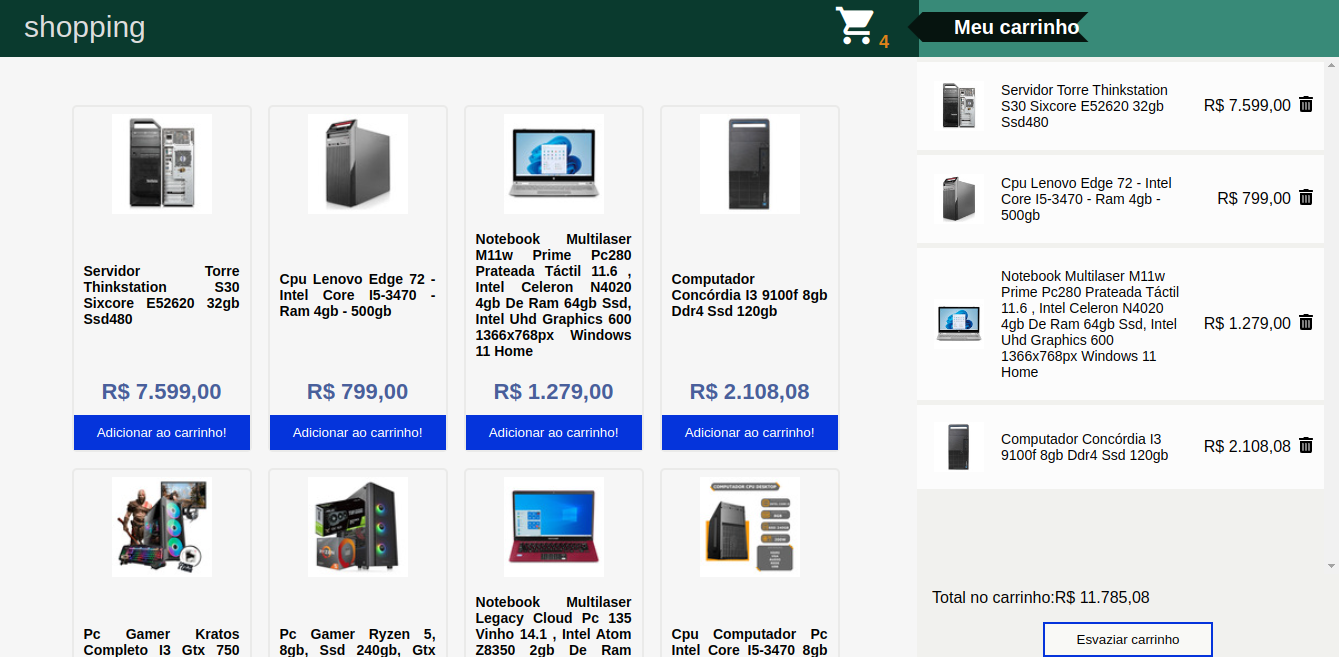 shopping
4
Meu carrinho
Servidor Torre
Thinkstation S30
Sixcore E52620 32gb
Ssd480
R$ 7.599,00
Adicionar ao carrinho!
Cpu Lenovo Edge 72 -
Intel Core I5-3470 -
Ram 4gb - 500gb
R$ 799,00
Adicionar ao carrinho!
Notebook Multilaser
M11w Prime Pc280
Prateada Táctil 11.6 ,
Intel Celeron N4020
4gb De Ram 64gb Ssd,
Intel Uhd Graphics 600
1366x768px Windows
11 Home
R$ 1.279,00
Adicionar ao carrinho!
Computador
Concórdia I3 9100f 8gb
Ddr4 Ssd 120gb
R$ 2.108,08
Adicionar ao carrinho!
Pc Gamer Kratos
Completo I3 Gtx 750
Pc Gamer Ryzen 5,
8gb, Ssd 240gb, Gtx
Notebook Multilaser
Legacy Cloud Pc 135
Vinho 14.1 , Intel Atom
Z8350 2gb De Ram
COMPUTADOR CPU DESKTOP
Cpu Computador Pc
Intel Core I5-3470 8gb
Servidor Torre Thinkstation
S30 Sixcore E52620 32gb
Ssd480
R$ 7.599,00
Cpu Lenovo Edge 72 - Intel
Core I5-3470 - Ram 4gb -
500gb
R$ 799,00
Notebook Multilaser M11w
Prime Pc280 Prateada Táctil
11.6 , Intel Celeron N4020
4gb De Ram 64gb Ssd, Intel
Uhd Graphics 600
1366x768px Windows 11
Home
R$ 1.279,00
Computador Concórdia I3
9100f 8gb Ddr4 Ssd 120gb
R$ 2.108,08
Total no carrinho:R$ 11.785,08
Esvaziar carrinho